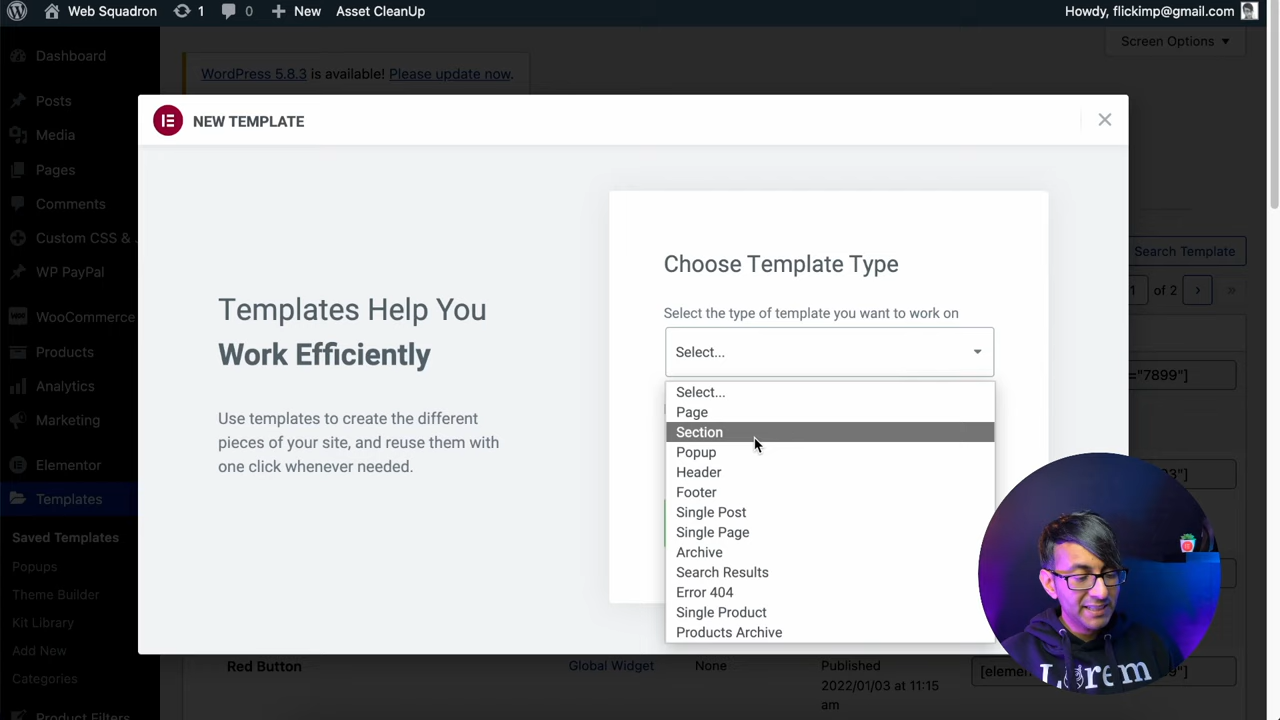 Web Squadron
1
0
New
Asset CleanUp
Howdy, flickimp@gmail.com
Dashboard
Posts
Media
Pages
Comments
Custom CSS &
WP PayPal
WooCommerce
Products
Analytics
Marketing
Elementor
Templates
Saved Templates
Popups
Theme Builder
Kit Library
Add New
Categories
Product Filters
Screen Options
WordPress 5.8.3 is available! Please update now.
NEW TEMPLATE
Templates Help You
Work Efficiently
Use templates to create the different
pieces of your site, and reuse them with
one click whenever needed.
Choose Template Type
Select the type of template you want to work on
Select...
Select...
Page
Section
Popup
Header
Footer
Single Post
Single Page
Archive
Search Results
Error 404
Single Product
Products Archive
Search Template
1 of 2
="7899"]
Red Button
Global Widget
None
Published
2022/01/03 at 11:15
am
[elemen
"]
Lorem